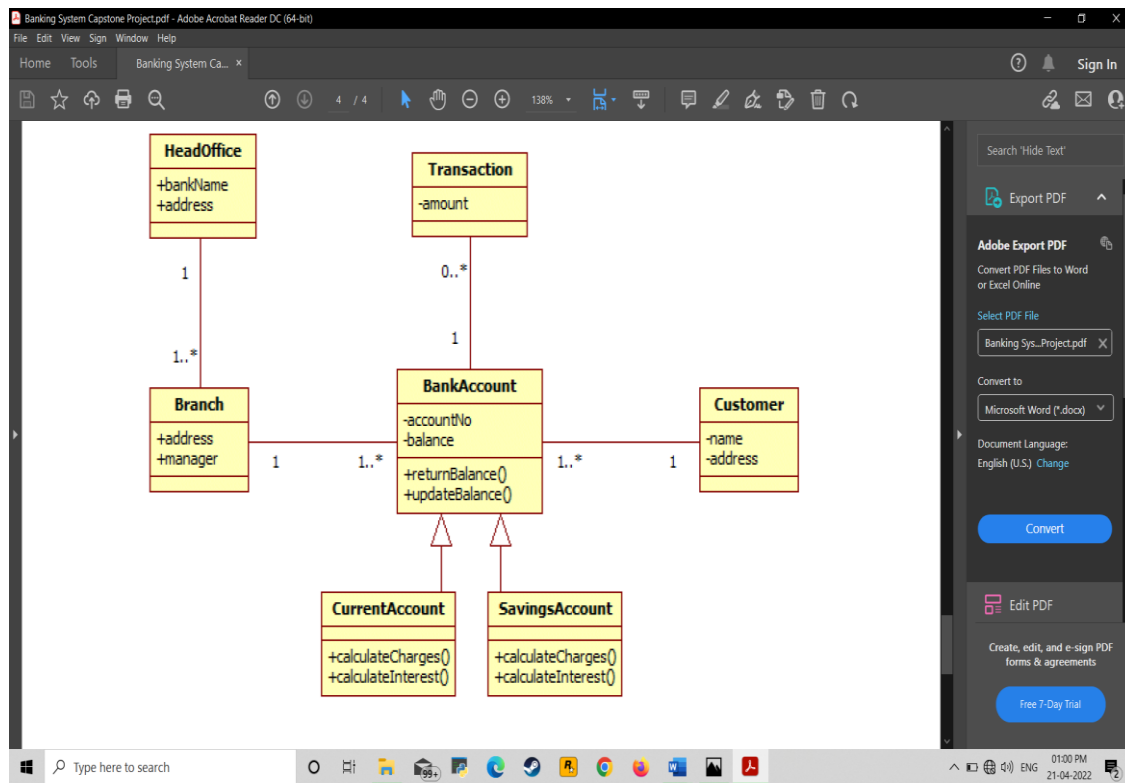 Banking System Capstone Project.pdf - Adobe Acrobat Reader DC (64-bit)
File Edit View Sign Window Help
Home Tools Banking System Ca... ×
Sign In
4 / 4
138%
HeadOffice
+bankName
+address
Transaction
-amount
1
0..*
1..*
1
Branch
+address
+manager
BankAccount
-accountNo
-balance
+returnBalance()
+updateBalance()
Customer
-name
-address
1
1..*
1..*
1
CurrentAccount
+calculateCharges()
+calculateInterest()
SavingsAccount
+calculateCharges()
+calculateInterest()
Search 'Hide Text'
Export PDF
Adobe Export PDF
Convert PDF Files to Word
or Excel Online
Select PDF File
Banking Sys...Project.pdf
Convert to
Microsoft Word (*.docx)
Document Language:
English (U.S.) Change
Convert
Edit PDF
Create, edit, and e-sign PDF
forms & agreements
Free 7-Day Trial
Type here to search
99+
ENG
01:00 PM
21-04-2022
2